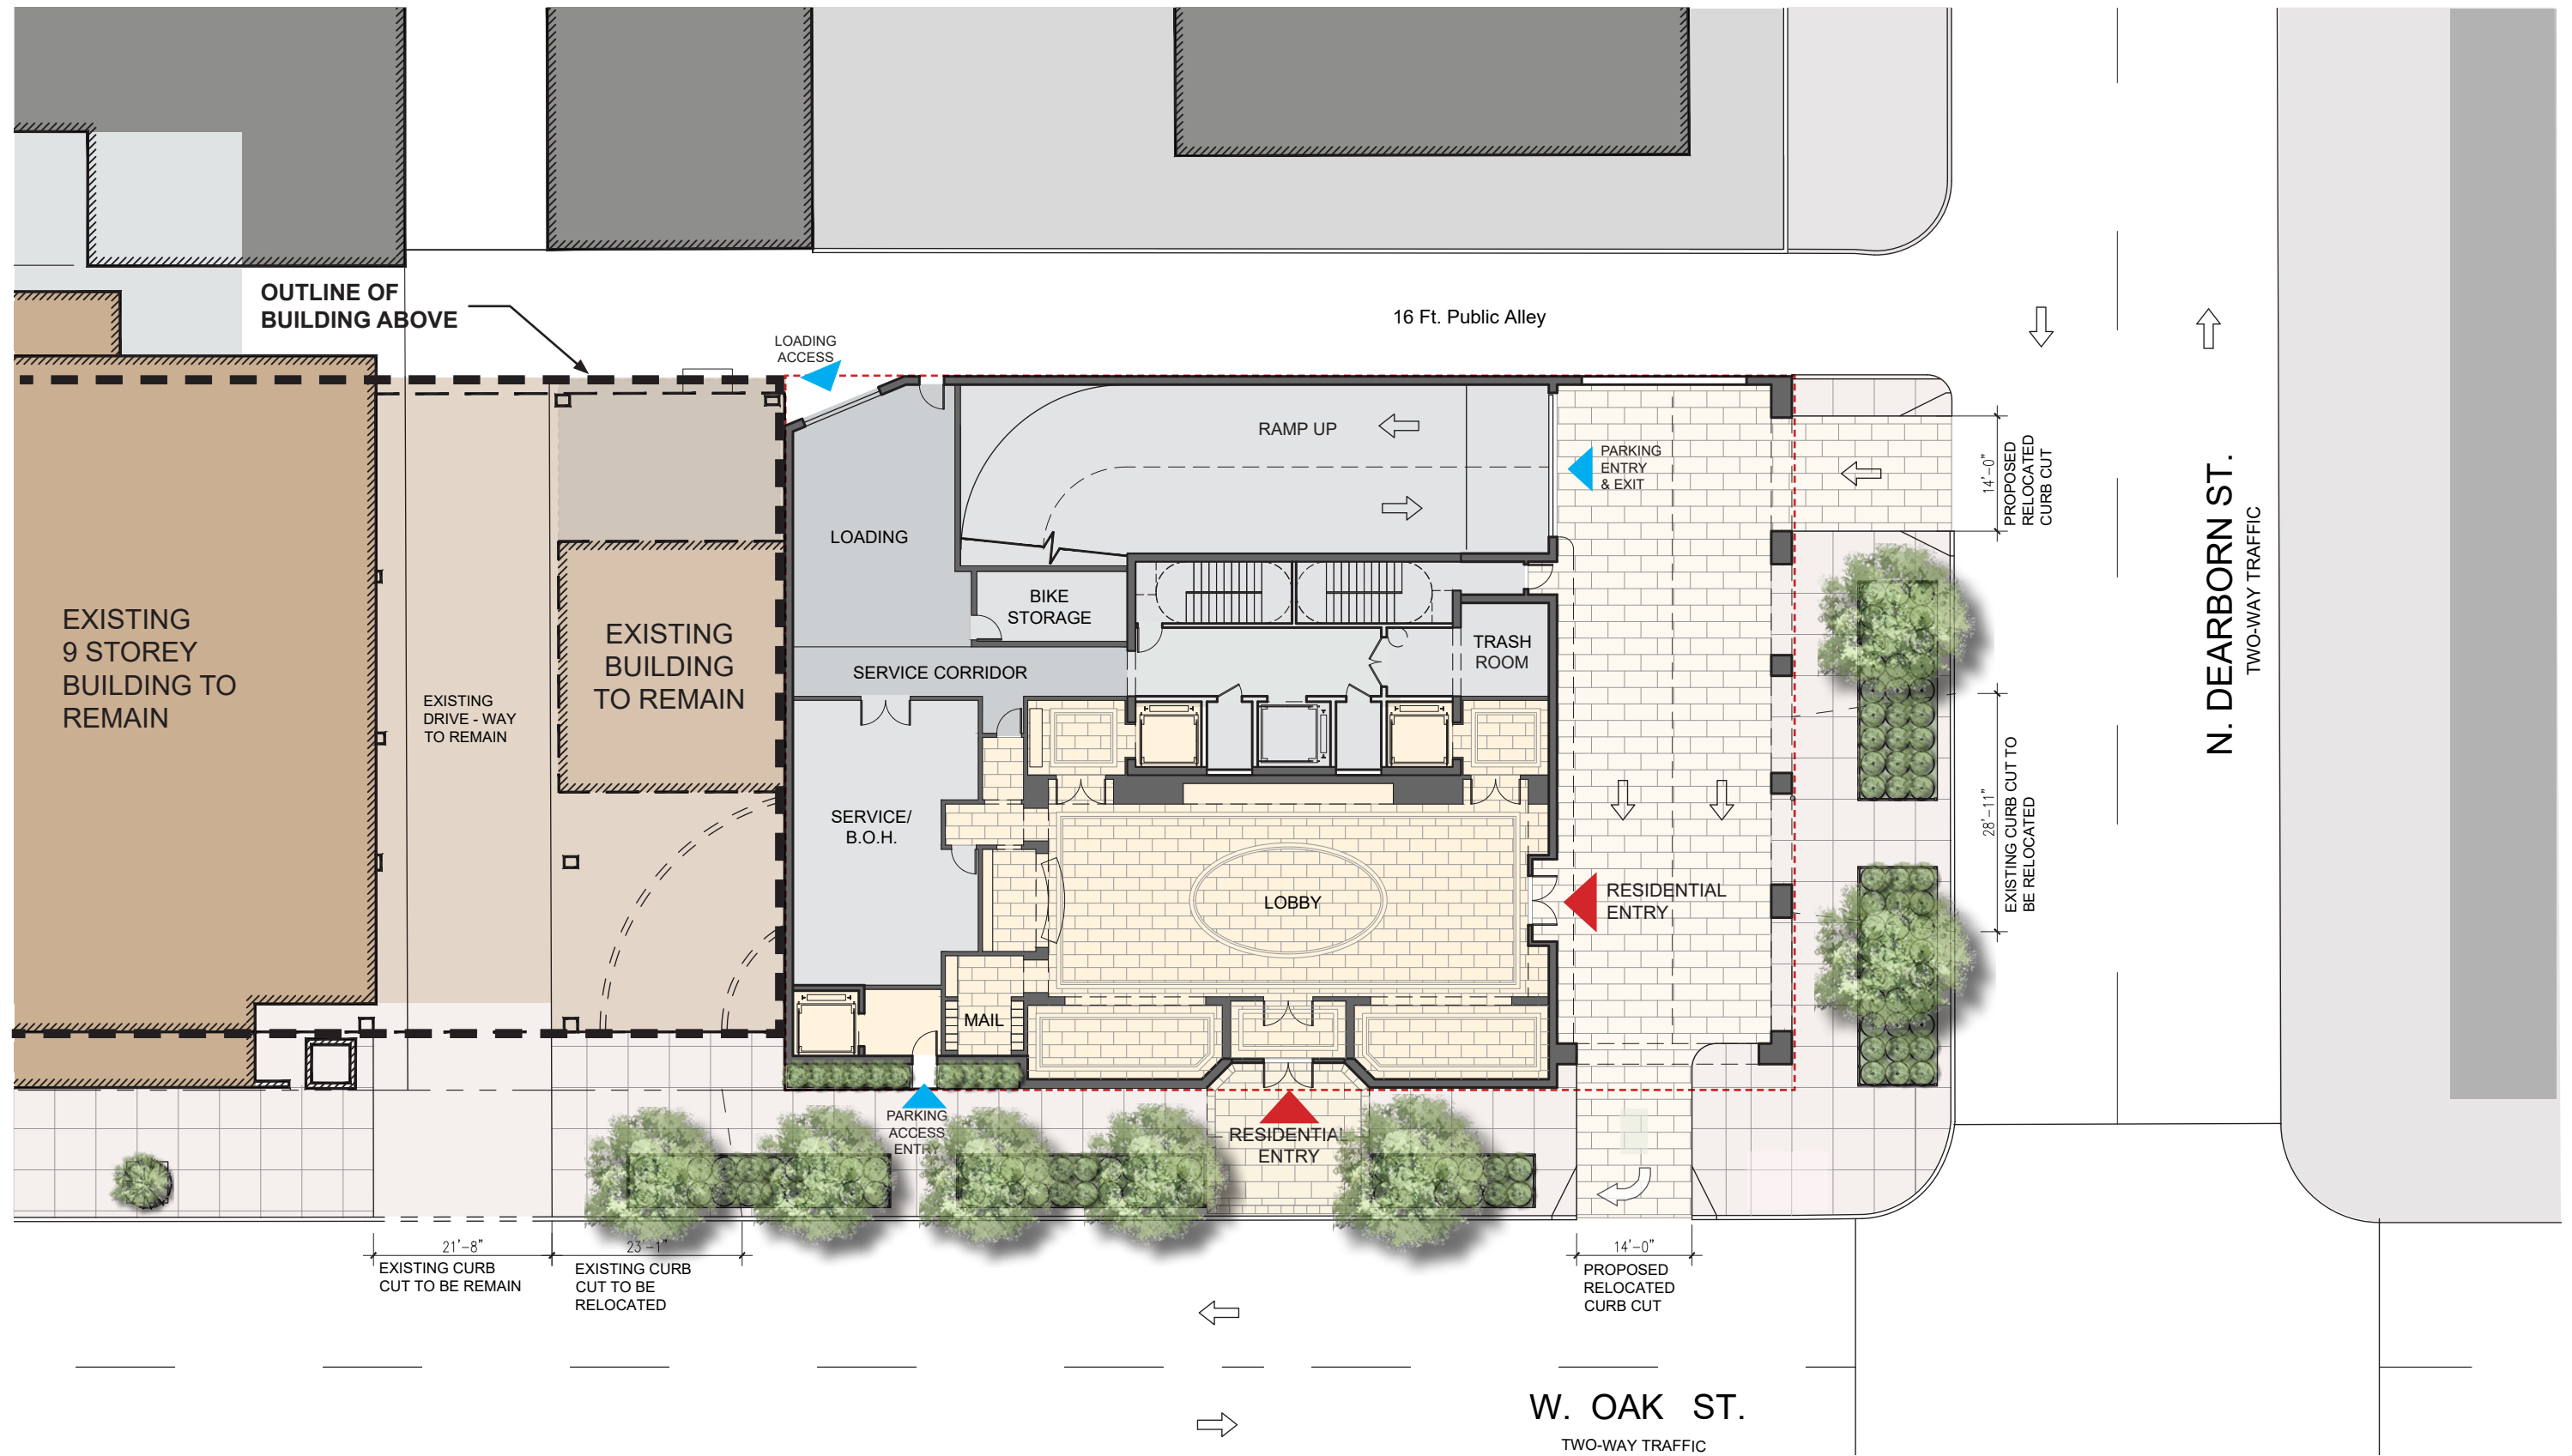 OUTLINE OF
BUILDING ABOVE
16 Ft. Public Alley
LOADING
ACCESS
RAMP UP
PARKING
ENTRY
& EXIT
14'-0"
PROPOSED
RELOCATED
CURB CUT
N. DEARBORN ST.
TWO-WAY TRAFFIC
LOADING
BIKE
STORAGE
TRASH
ROOM
EXISTING
9 STOREY
BUILDING TO
REMAIN
EXISTING
BUILDING
TO REMAIN
EXISTING
DRIVE - WAY
TO REMAIN
SERVICE CORRIDOR
SERVICE/
B.O.H.
28'-11"
EXISTING CURB CUT TO
BE RELOCATED
LOBBY
RESIDENTIAL
ENTRY
MAIL
PARKING
ACCESS
ENTRY
RESIDENTIAL
ENTRY
21'-8"
EXISTING CURB
CUT TO BE REMAIN
23'-1"
EXISTING CURB
CUT TO BE
RELOCATED
14'-0"
PROPOSED
RELOCATED
CURB CUT
W. OAK ST.
TWO-WAY TRAFFIC